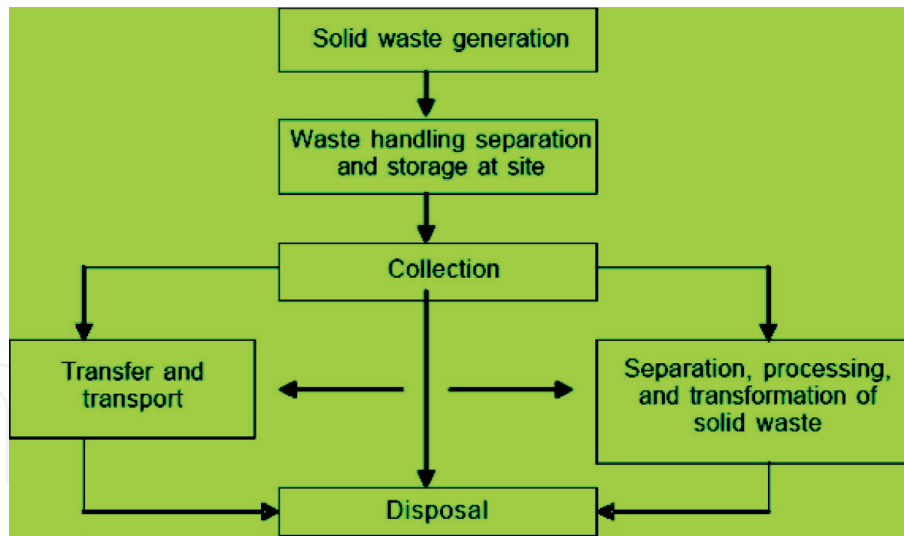 Solid waste generation
Waste handling separation
and storage at site
Collection
Transfer and
transport
Separation, processing,
and transformation of
solid waste
Disposal